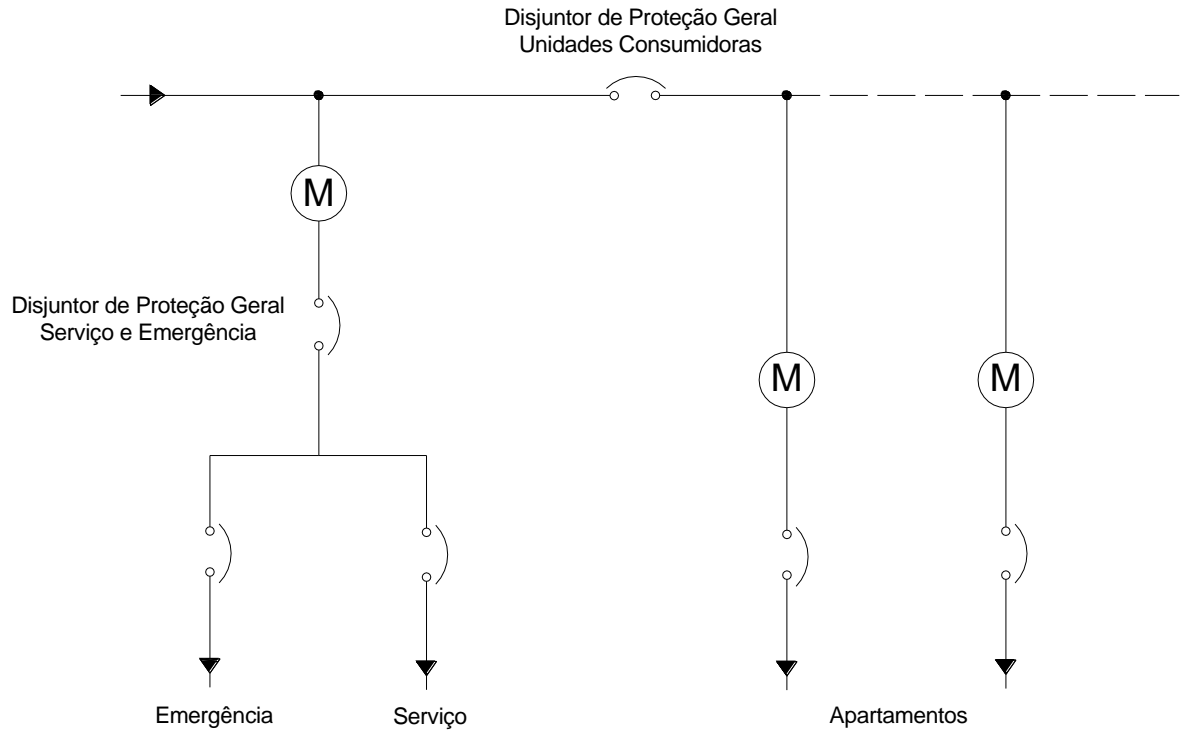 Disjuntor de Proteção Geral
Unidades Consumidoras
M
Disjuntor de Proteção Geral
Serviço e Emergência
M
M
Emergência
Serviço
Apartamentos